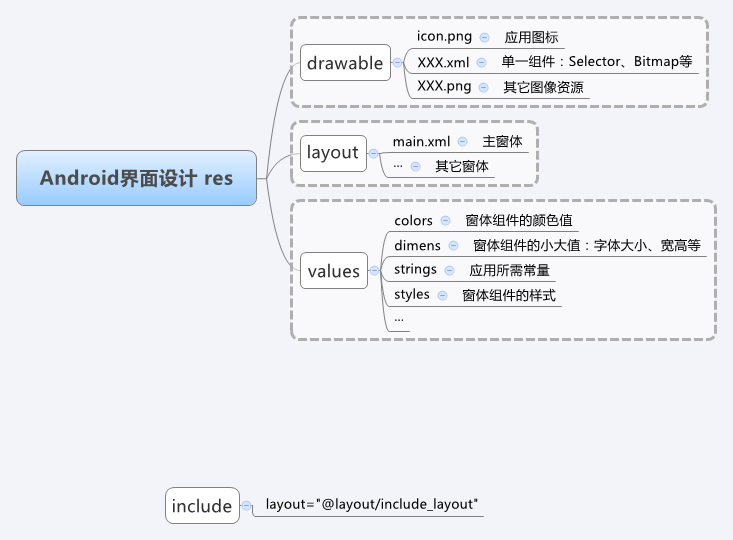 Android界面设计 res
drawable
icon.png 应用图标
XXX.xml 单一组件：Selector、Bitmap等
XXX.png 其它图像资源
layout
main.xml 主窗体
... 其它窗体
values
colors 窗体组件的颜色值
dimens 窗体组件的小大值：字体大小、宽高等
strings 应用所需常量
styles 窗体组件的样式
...
include
layout="@layout/include_layout"